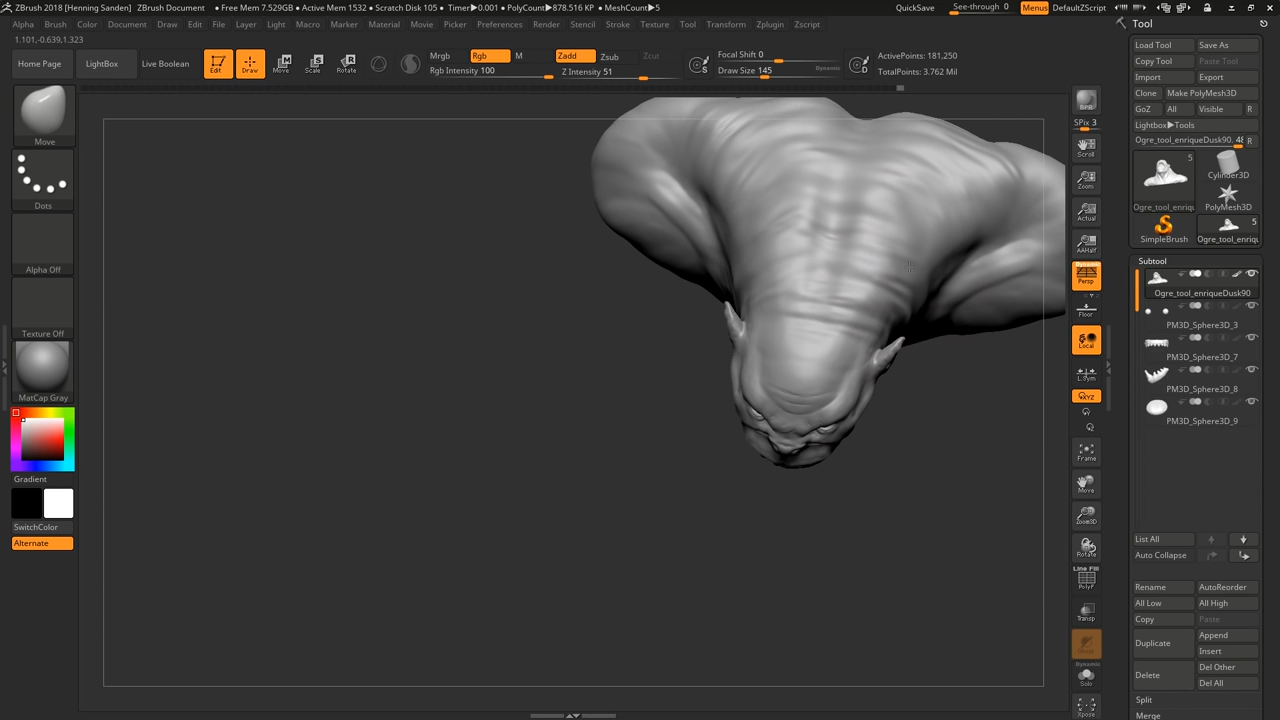 ZBrush 2018 [Henning Sanden] ZBrush Document • Free Mem 7.529GB • Active Mem 1532 • Scratch Disk 105 • Timer▶0.001 • PolyCount▶878.516 KP • MeshCount▶5 QuickSave See-through 0 Menus DefaultZScript
Alpha Brush Color Document Draw Edit File Layer Light Macro Marker Material Movie Picker Preferences Render Stencil Stroke Texture Tool Transform Zplugin Zscript
1.101,-0.639,1.323
Home Page LightBox Live Boolean Edit Draw Move Scale Rotate
Mrgb Rgb M Zadd Zsub Zcut
Rgb Intensity 100 Z Intensity 51
Focal Shift 0
Draw Size 145 Dynamic
ActivePoints: 181,250
TotalPoints: 3.762 Mil
Move
Dots
Alpha Off
Texture Off
MatCap Gray
Gradient
SwitchColor
Alternate
BPR
SPix 3
Scroll
Zoom
Actual
AAHalf
Dynamic
Persp
Floor
Local
L.Sym
XYZ
Frame
Move
Zoom3D
Rotate
Line Fill
PolyF
Transp
Ghost
Dynamic
Solo
Xpose
Tool
Load Tool Save As
Copy Tool Paste Tool
Import Export
Clone Make PolyMesh3D
GoZ All Visible R
Lightbox▶Tools
Ogre_tool_enriqueDusk90. 48 R
5
Cylinder3D
Ogre_tool_enriqu PolyMesh3D
5
SimpleBrush Ogre_tool_enriqu
Subtool
Ogre_tool_enriqueDusk90
PM3D_Sphere3D_3
PM3D_Sphere3D_7
PM3D_Sphere3D_8
PM3D_Sphere3D_9
List All
Auto Collapse
Rename AutoReorder
All Low All High
Copy Paste
Duplicate Append
Insert
Delete Del Other
Del All
Split
Merge